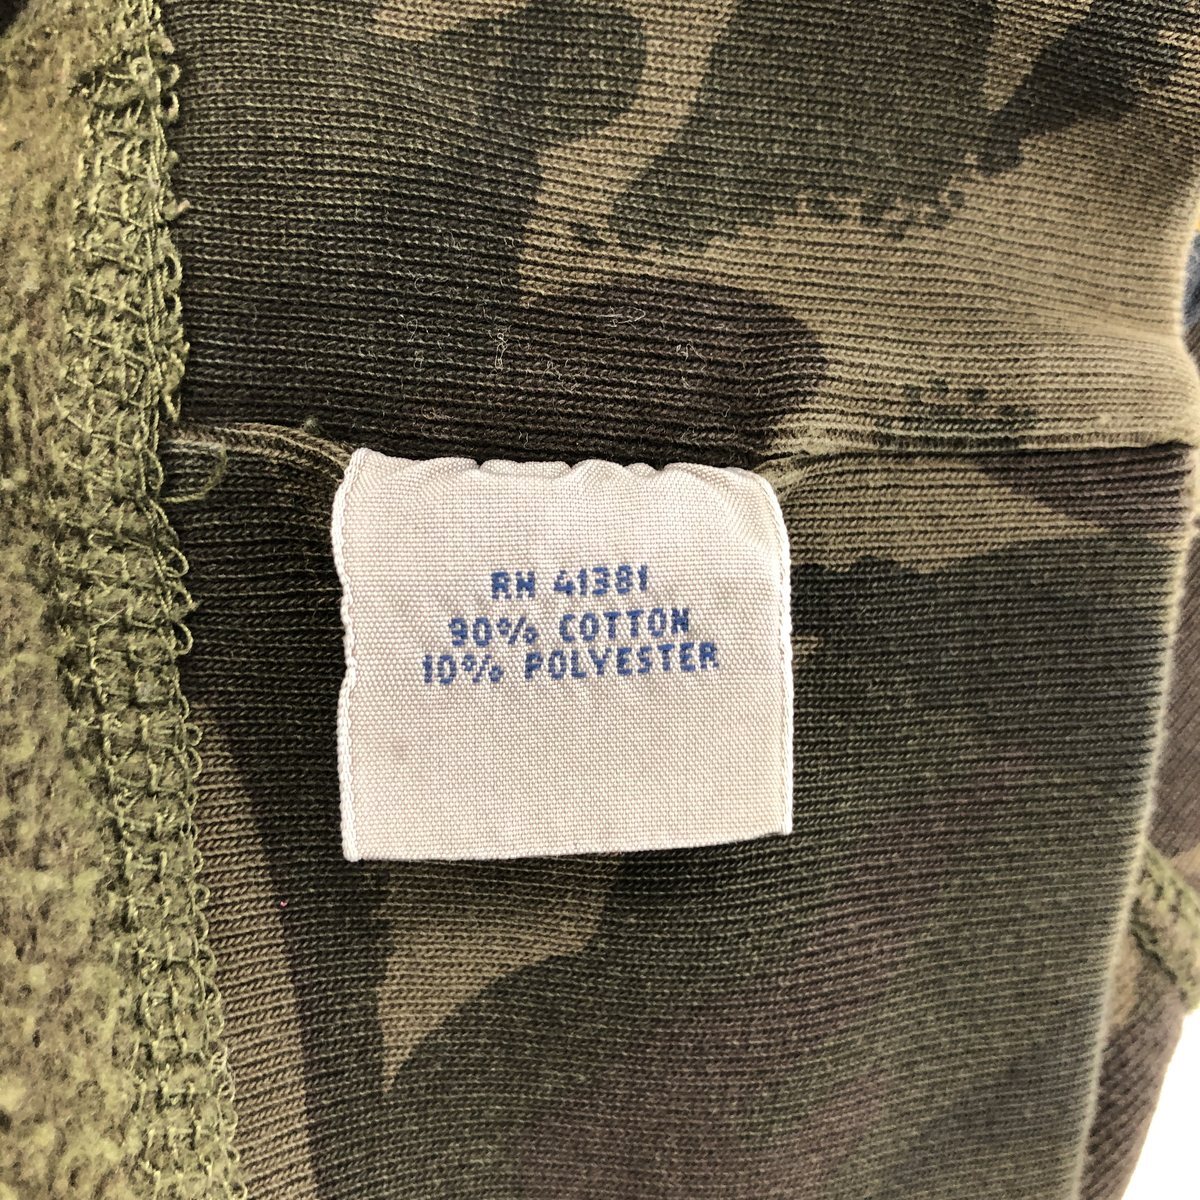 RN 41381
90% COTTON
10% POLYESTER